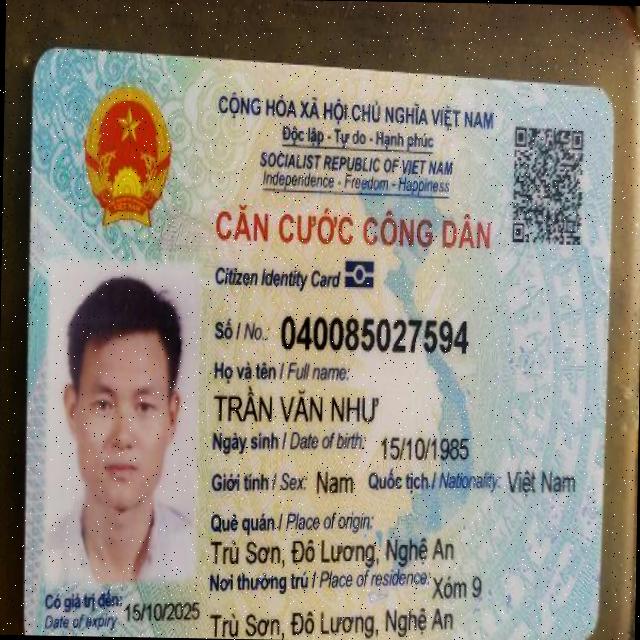 CỘNG HÒA XÃ HỘI CHỦ NGHĨA VIỆT NAM
Độc lập - Tự do - Hạnh phúc
SOCIALIST REPUBLIC OF VIET NAM
Independence - Freedom - Happiness
CĂN CƯỚC CÔNG DÂN
Citizen Identity Card
Số / No.: 040085027594
Họ và tên / Full name:
TRẦN VĂN NHƯ
Ngày sinh / Date of birth: 15/10/1985
Giới tính / Sex: Nam Quốc tịch / Nationality: Việt Nam
Quê quán / Place of origin:
Trù Sơn, Đô Lương, Nghệ An
Nơi thường trú / Place of residence: Xóm 9
Trù Sơn, Đô Lương, Nghệ An
Có giá trị đến: 15/10/2025
Date of expiry